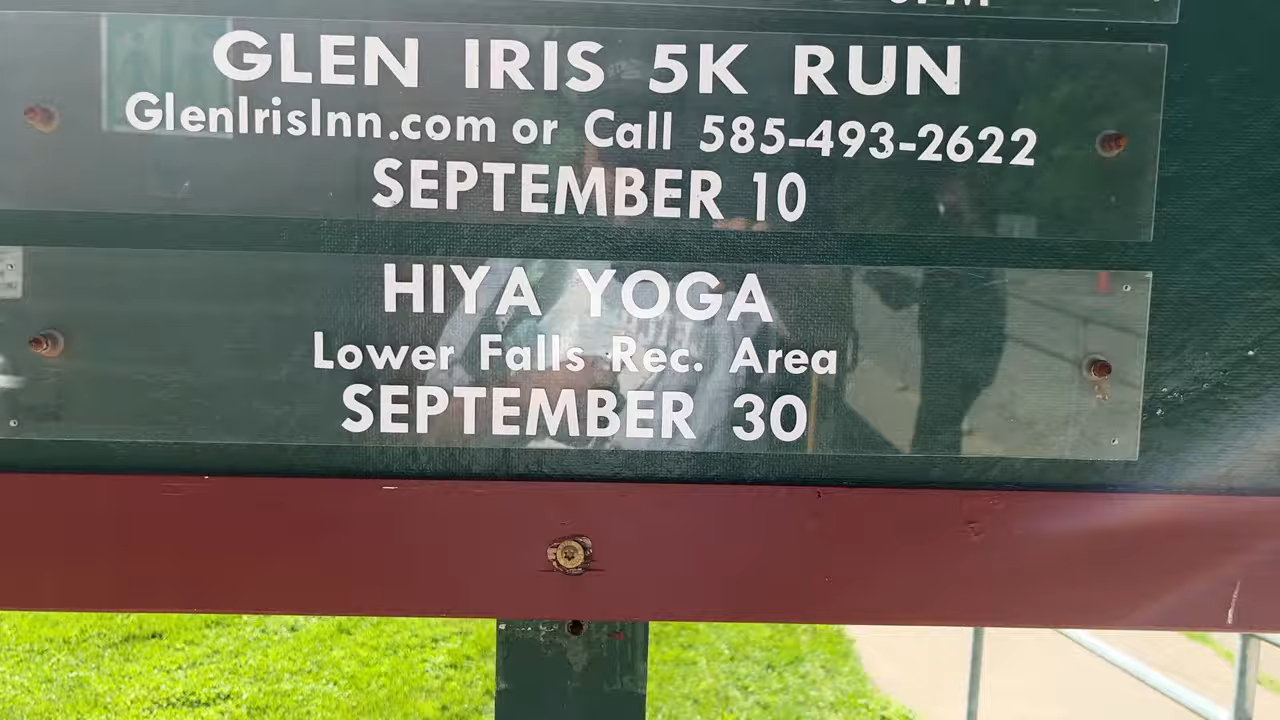 GLEN IRIS 5K RUN
GlenIrisInn.com or Call 585-493-2622
SEPTEMBER 10
HIYA YOGA
Lower Falls Rec. Area
SEPTEMBER 30